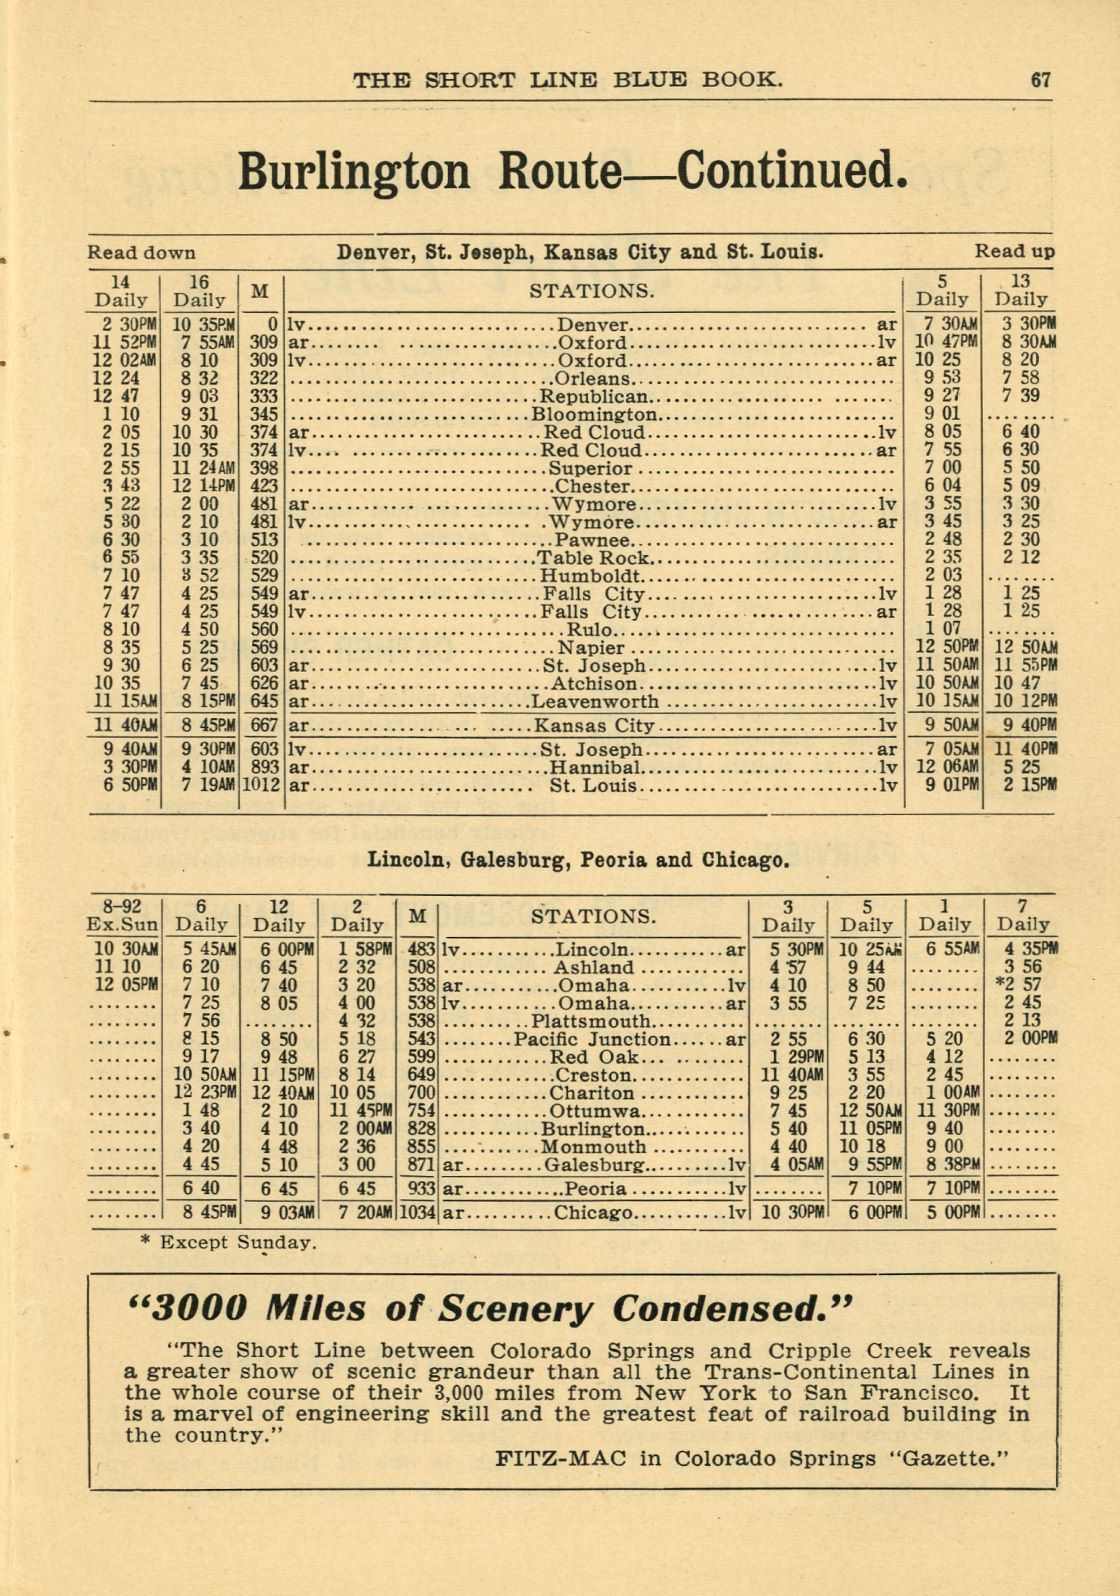 THE SHORT LINE BLUE BOOK. 67
Burlington Route—Continued.
Read down Denver, St. Joseph, Kansas City and St. Louis. Read up
14 Daily | 16 Daily | M | STATIONS. | 5 Daily | 13 Daily
2 30PM | 10 35PM | 0 | lv Denver ar | 7 30AM | 3 30PM
11 52PM | 7 55AM | 309 | ar Oxford lv | 10 47PM | 8 30AM
12 02AM | 8 10 | 309 | lv Oxford ar | 10 25 | 8 20
12 24 | 8 32 | 322 | Orleans | 9 53 | 7 58
12 47 | 9 03 | 333 | Republican | 9 27 | 7 39
1 10 | 9 31 | 345 | Bloomington | 9 01 | ........
2 05 | 10 30 | 374 | ar Red Cloud lv | 8 05 | 6 40
2 15 | 10 35 | 374 | lv Red Cloud ar | 7 55 | 6 30
2 55 | 11 24AM | 398 | Superior | 7 00 | 5 50
3 43 | 12 14PM | 423 | Chester | 6 04 | 5 09
5 22 | 2 00 | 481 | ar Wymore lv | 3 55 | 3 30
5 30 | 2 10 | 481 | lv Wymore ar | 3 45 | 3 25
6 30 | 3 10 | 513 | Pawnee | 2 48 | 2 30
6 55 | 3 35 | 520 | Table Rock | 2 35 | 2 12
7 10 | 3 52 | 529 | Humboldt | 2 03 | ........
7 47 | 4 25 | 549 | ar Falls City lv | 1 28 | 1 25
7 47 | 4 25 | 549 | lv Falls City ar | 1 28 | 1 25
8 10 | 4 50 | 560 | Rulo | 1 07 | ........
8 35 | 5 25 | 569 | Napier | 12 50PM | 12 50AM
9 30 | 6 25 | 603 | ar St. Joseph lv | 11 50AM | 11 55PM
10 35 | 7 45 | 626 | ar Atchison lv | 10 50AM | 10 47
11 15AM | 8 15PM | 645 | ar Leavenworth lv | 10 15AM | 10 12PM
11 40AM | 8 45PM | 667 | ar Kansas City lv | 9 50AM | 9 40PM
9 40AM | 9 30PM | 603 | lv St. Joseph ar | 7 05AM | 11 40PM
3 30PM | 4 10AM | 893 | ar Hannibal lv | 12 06AM | 5 25
6 50PM | 7 19AM | 1012 | ar St. Louis lv | 9 01PM | 2 15PM
Lincoln, Galesburg, Peoria and Chicago.
8-92 Ex.Sun | 6 Daily | 12 Daily | 2 Daily | M | STATIONS. | 3 Daily | 5 Daily | 1 Daily | 7 Daily
10 30AM | 5 45AM | 6 00PM | 1 58PM | 483 | lv Lincoln ar | 5 30PM | 10 25AM | 6 55AM | 4 35PM
11 10 | 6 20 | 6 45 | 2 32 | 508 | Ashland | 4 57 | 9 44 | ........ | 3 56
12 05PM | 7 10 | 7 40 | 3 20 | 538 | ar Omaha lv | 4 10 | 8 50 | ........ | *2 57
........ | 7 25 | 8 05 | 4 00 | 538 | lv Omaha ar | 3 55 | 7 25 | ........ | 2 45
........ | 7 56 | ........ | 4 32 | 538 | Plattsmouth | ........ | ........ | ........ | 2 13
........ | 8 15 | 8 50 | 5 18 | 543 | Pacific Junction ar | 2 55 | 6 30 | 5 20 | 2 00PM
........ | 9 17 | 9 48 | 6 27 | 599 | Red Oak | 1 29PM | 5 13 | 4 12 | ........
........ | 10 50AM | 11 15PM | 8 14 | 649 | Creston | 11 40AM | 3 55 | 2 45 | ........
........ | 12 23PM | 12 40AM | 10 05 | 700 | Chariton | 9 25 | 2 20 | 1 00AM | ........
........ | 1 48 | 2 10 | 11 45PM | 754 | Ottumwa | 7 45 | 12 50AM | 11 30PM | ........
........ | 3 40 | 4 10 | 2 00AM | 828 | Burlington | 5 40 | 11 05PM | 9 40 | ........
........ | 4 20 | 4 48 | 2 36 | 855 | Monmouth | 4 40 | 10 18 | 9 00 | ........
........ | 4 45 | 5 10 | 3 00 | 871 | ar Galesburg lv | 4 05AM | 9 55PM | 8 38PM | ........
........ | 6 40 | 6 45 | 6 45 | 933 | ar Peoria lv | ........ | 7 10PM | 7 10PM | ........
........ | 8 45PM | 9 03AM | 7 20AM | 1034 | ar Chicago lv | 10 30PM | 6 00PM | 5 00PM | ........
* Except Sunday.
"3000 Miles of Scenery Condensed."
"The Short Line between Colorado Springs and Cripple Creek reveals
a greater show of scenic grandeur than all the Trans-Continental Lines in
the whole course of their 3,000 miles from New York to San Francisco. It
is a marvel of engineering skill and the greatest feat of railroad building in
the country."
FITZ-MAC in Colorado Springs "Gazette."